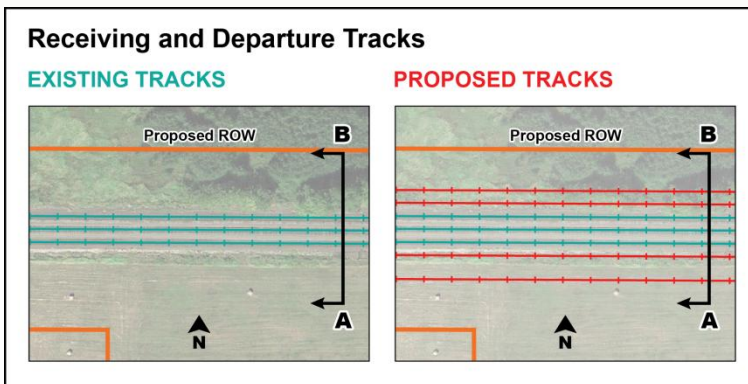 Receiving and Departure Tracks
EXISTING TRACKS
PROPOSED TRACKS
Proposed ROW
B
A
N
Proposed ROW
B
A
N